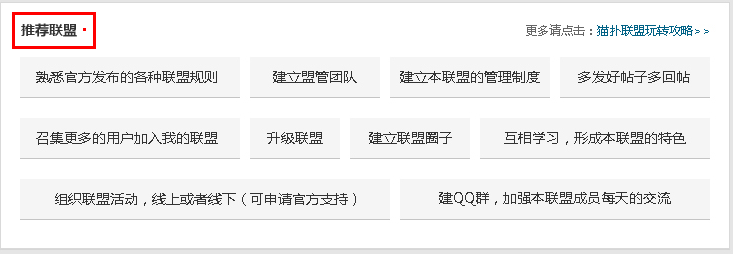 推荐联盟
更多请点击：猫扑联盟玩转攻略>>
熟悉官方发布的各种联盟规则 建立盟管团队 建立本联盟的管理制度 多发好帖子多回帖
召集更多的用户加入我的联盟 升级联盟 建立联盟圈子 互相学习，形成本联盟的特色
组织联盟活动，线上或者线下（可申请官方支持） 建QQ群，加强本联盟成员每天的交流